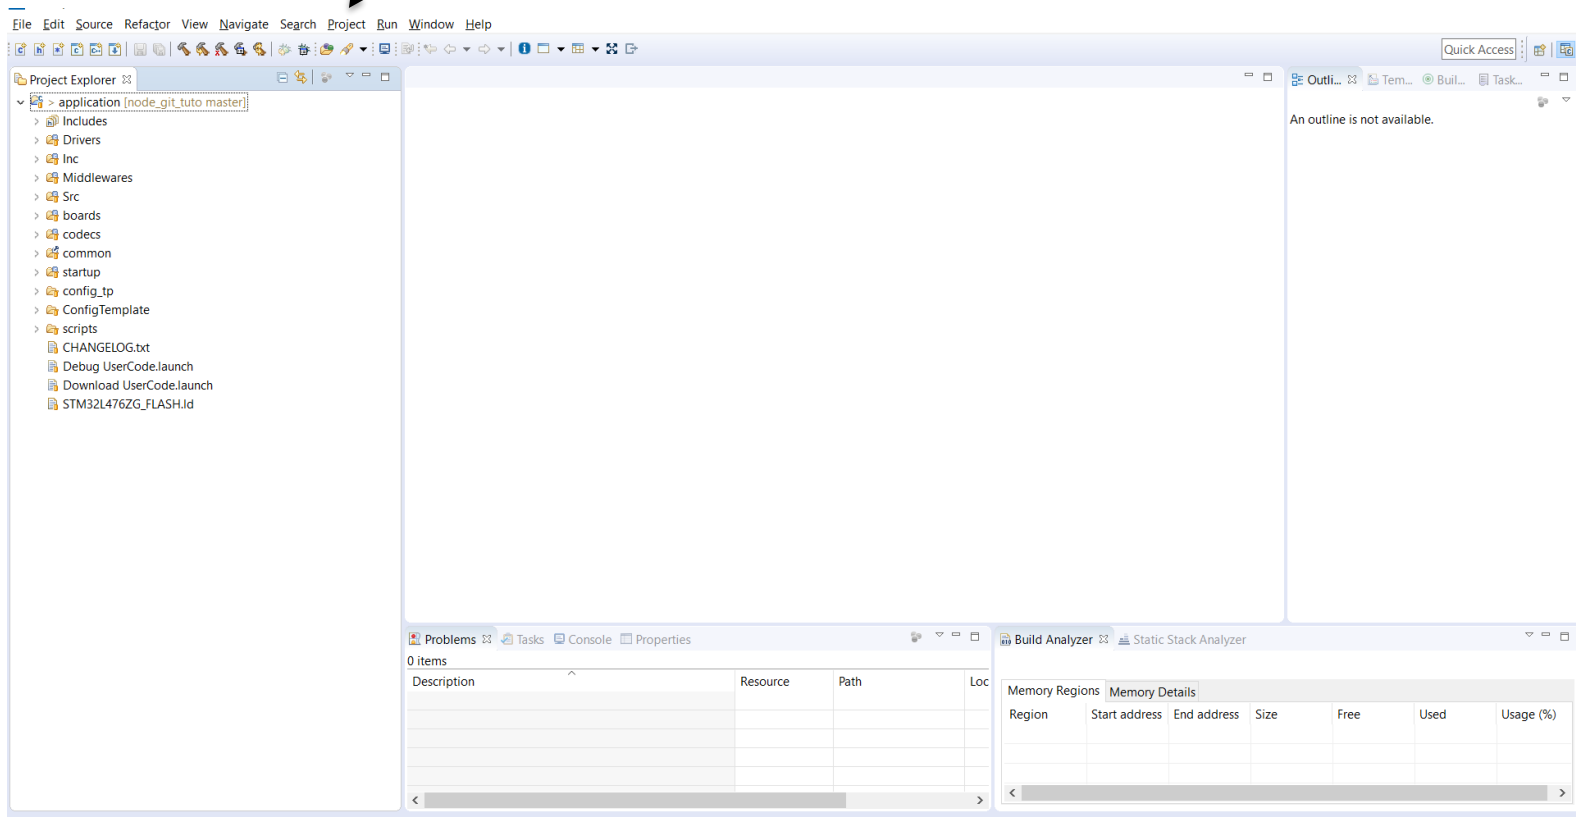 File Edit Source Refactor View Navigate Search Project Run Window Help
Quick Access
Project Explorer
> application [node_git_tuto master]
Includes
Drivers
Inc
Middlewares
Src
boards
codecs
common
startup
config_tp
ConfigTemplate
scripts
CHANGELOG.txt
Debug UserCode.launch
Download UserCode.launch
STM32L476ZG_FLASH.ld
Outli... Tem... Buil... Task...
An outline is not available.
Problems Tasks Console Properties
0 items
Description Resource Path Loc
Build Analyzer Static Stack Analyzer
Memory Regions Memory Details
Region Start address End address Size Free Used Usage (%)